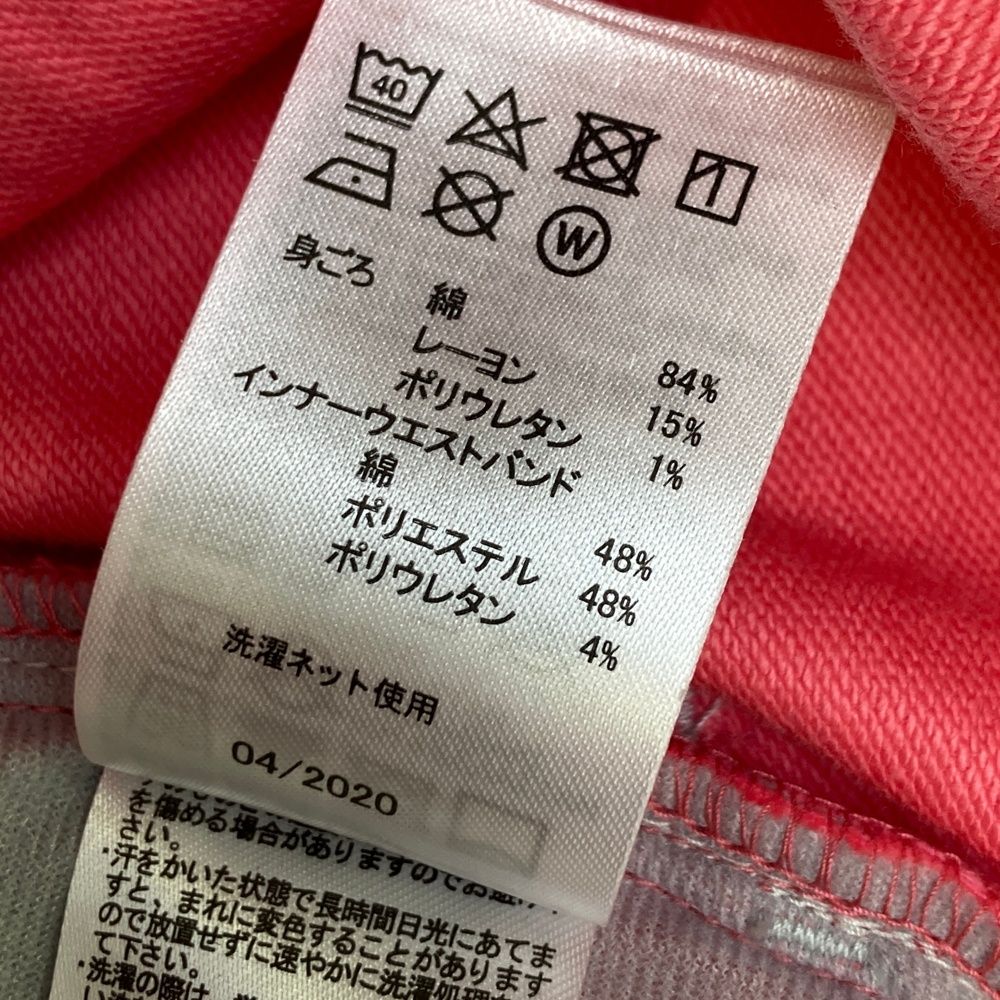 40
W
身ごろ
綿 84%
レーヨン 15%
ポリウレタン 1%
インナーウエストバンド
綿 48%
ポリエステル 48%
ポリウレタン 4%
洗濯ネット使用
04/2020
を傷める場合がありますのでお避け
さい。
・汗をかいた状態で長時間日光にあてま
すと、まれに変色することがあります
ので放置せずに速やかに洗濯処理を
て下さい。
・洗濯の際は、